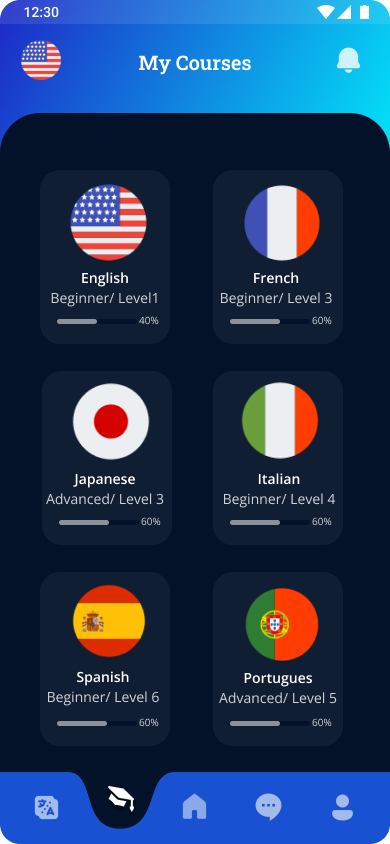 12:30
My Courses
English
Beginner/ Level1
40%
French
Beginner/ Level 3
60%
Japanese
Advanced/ Level 3
60%
Italian
Beginner/ Level 4
60%
Spanish
Beginner/ Level 6
60%
Portugues
Advanced/ Level 5
60%